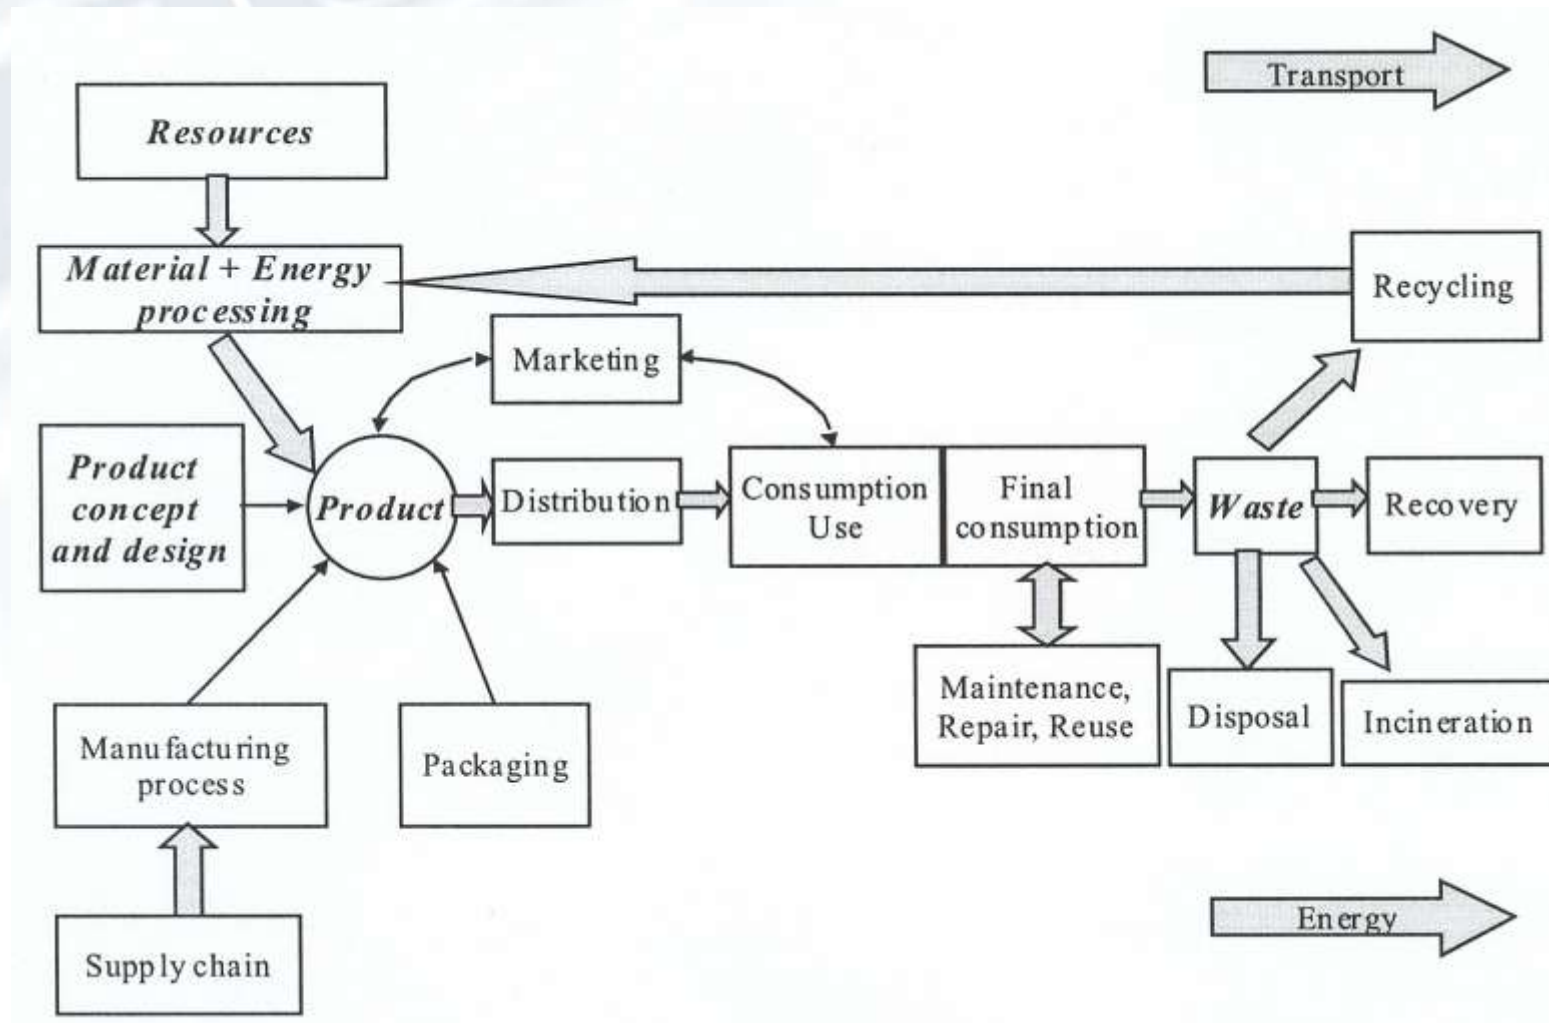 Transport
Resources
Material + Energy
processing
Recycling
Marketing
Product
concept
and design
Product
Distribution
Consumption
Use
Final
consumption
Waste
Recovery
Manufacturing
process
Packaging
Maintenance,
Repair, Reuse
Disposal
Incineration
Supply chain
Energy